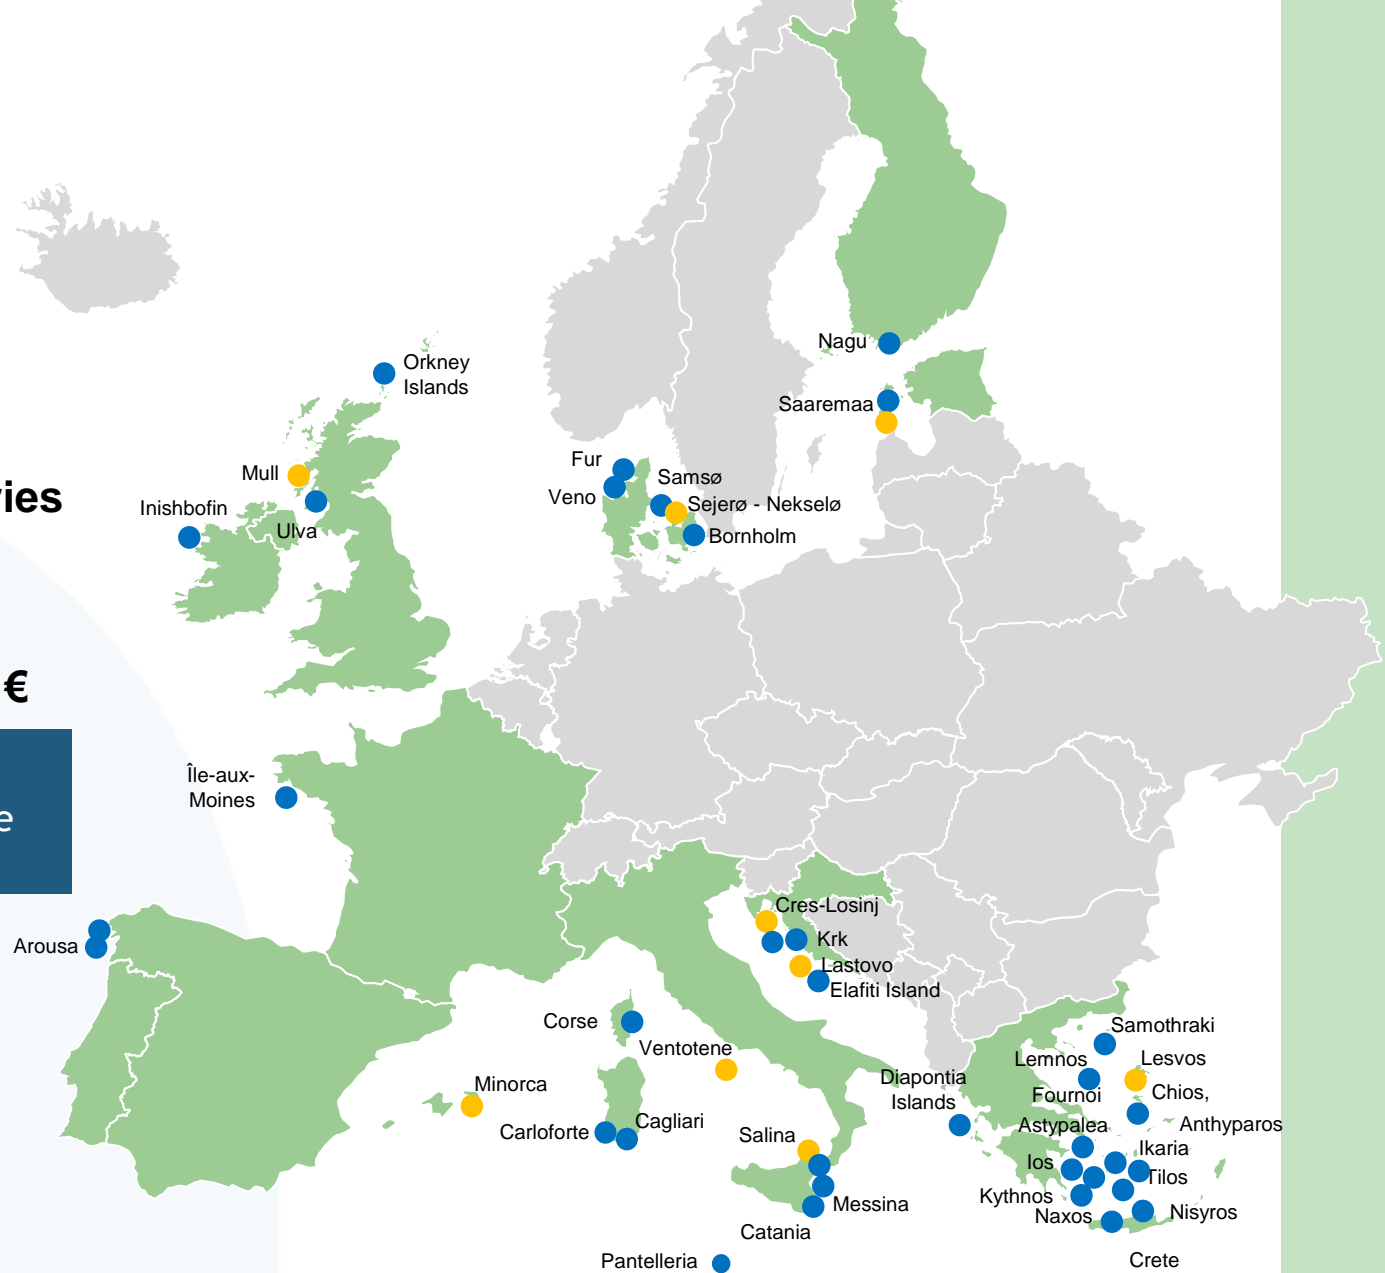 Nagu
Orkney
Islands
Saaremaa
Fur
Mull
Samsø
Veno
ries
Sejerø - Nekselø
Inishbofin
Ulva
Bornholm
€
Île-aux-
Moines
e
Cres-Losinj
Arousa
Krk
Lastovo
Elafiti Island
Corse
Samothraki
Ventotene
Lemnos
Lesvos
Diapontia
Islands
Minorca
Fournoi
Chios,
Carloforte
Cagliari
Astypalea
Anthyparos
Salina
Ikaria
Ios
Tilos
Kythnos
Messina
Naxos
Nisyros
Catania
Pantelleria
Crete